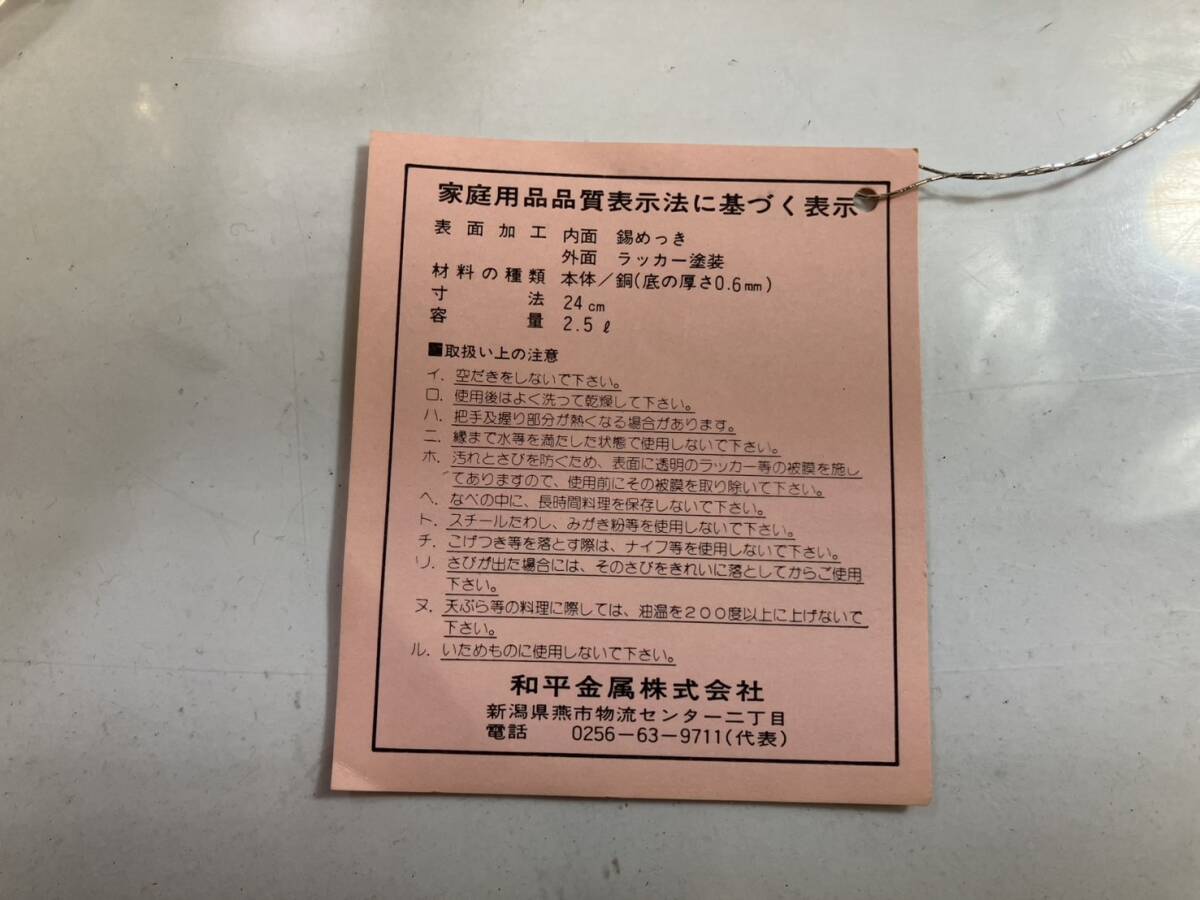 家庭用品品質表示法に基づく表示
表面加工 内面 錫めっき
外面 ラッカー塗装
材料の種類 本体/銅(底の厚さ0.6mm)
寸法 24cm
容量 2.5ℓ
■取扱い上の注意
イ. 空だきをしないで下さい。
ロ. 使用後はよく洗って乾燥して下さい。
ハ. 把手及握り部分が熱くなる場合があります。
ニ. 縁まで水等を満たした状態で使用しないで下さい。
ホ. 汚れとさびを防ぐため、表面に透明のラッカー等の被膜を施し
てありますので、使用前にその被膜を取り除いて下さい。
ヘ. なべの中に、長時間料理を保存しないで下さい。
ト. スチールたわし、みがき粉等を使用しないで下さい。
チ. こげつき等を落とす際は、ナイフ等を使用しないで下さい。
リ. さびが出た場合には、そのさびをきれいに落としてからご使用
下さい。
ヌ. 天ぷら等の料理に際しては、油温を200度以上に上げないで
下さい。
ル. いためものに使用しないで下さい。
和平金属株式会社
新潟県燕市物流センター二丁目
電話 0256-63-9711(代表)